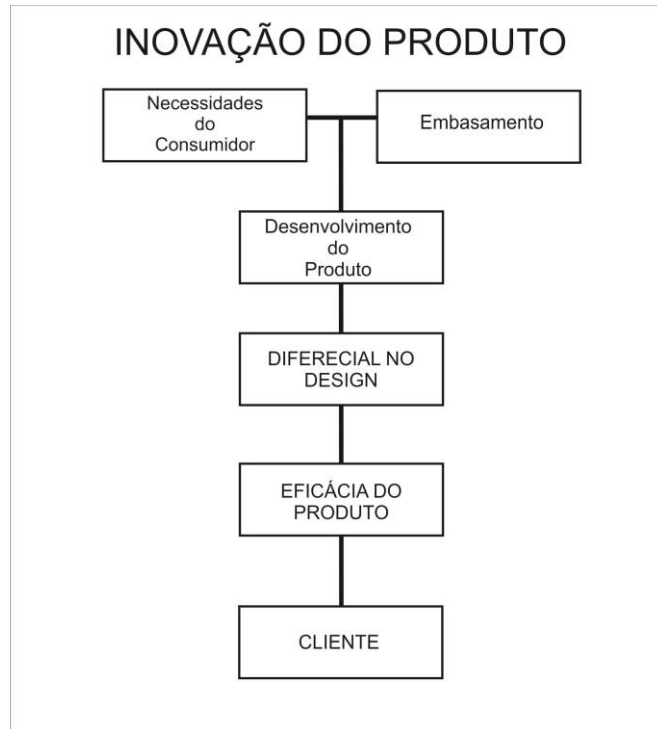 INOVAÇÃO DO PRODUTO
Necessidades
do
Consumidor
Embasamento
Desenvolvimento
do
Produto
DIFERECIAL NO
DESIGN
EFICÁCIA DO
PRODUTO
CLIENTE